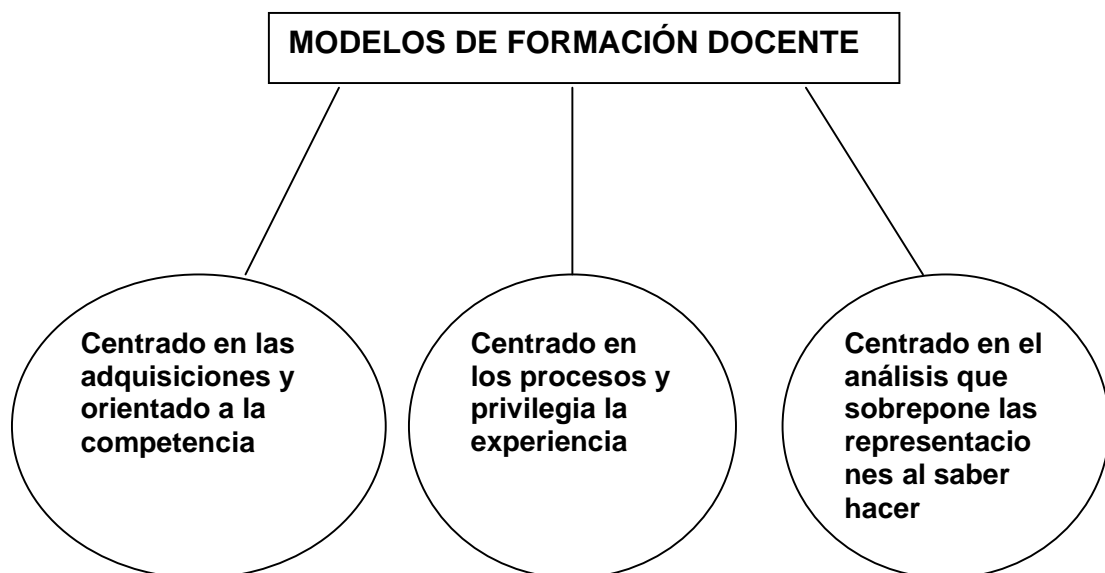 MODELOS DE FORMACIÓN DOCENTE
Centrado en las
adquisiciones y
orientado a la
competencia
Centrado en
los procesos y
privilegia la
experiencia
Centrado en el
análisis que
sobrepone las
representacio
nes al saber
hacer